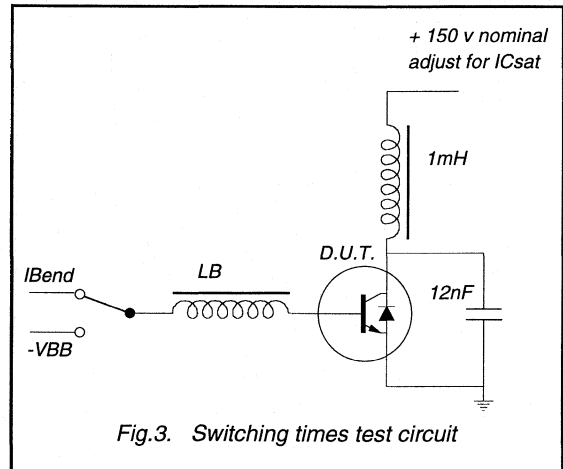 + 150 v nominal
adjust for ICsat
1mH
D.U.T.
LB
IBend
12nF
-VBB
Fig.3. Switching times test circuit